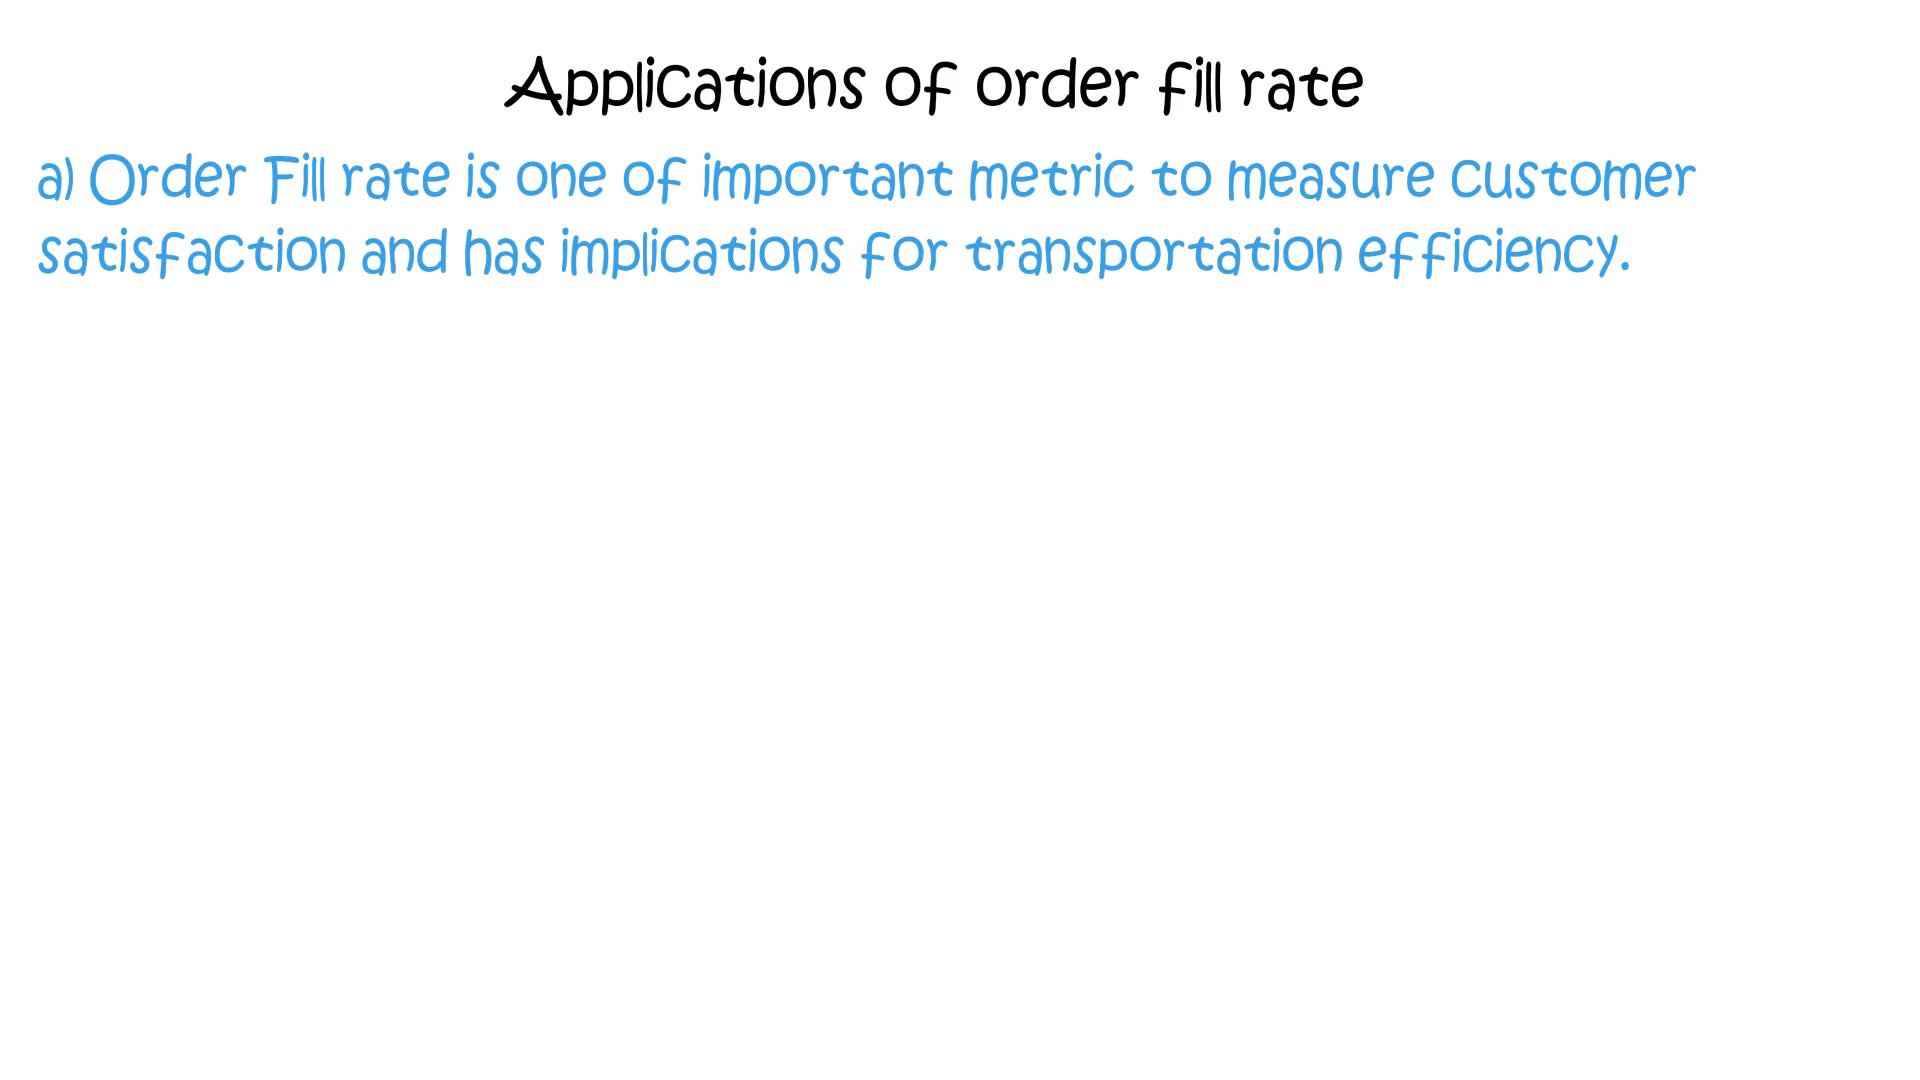 Applications of order fill rate
a) Order Fill rate is one of important metric to measure customer
satisfaction and has implications for transportation efficiency.